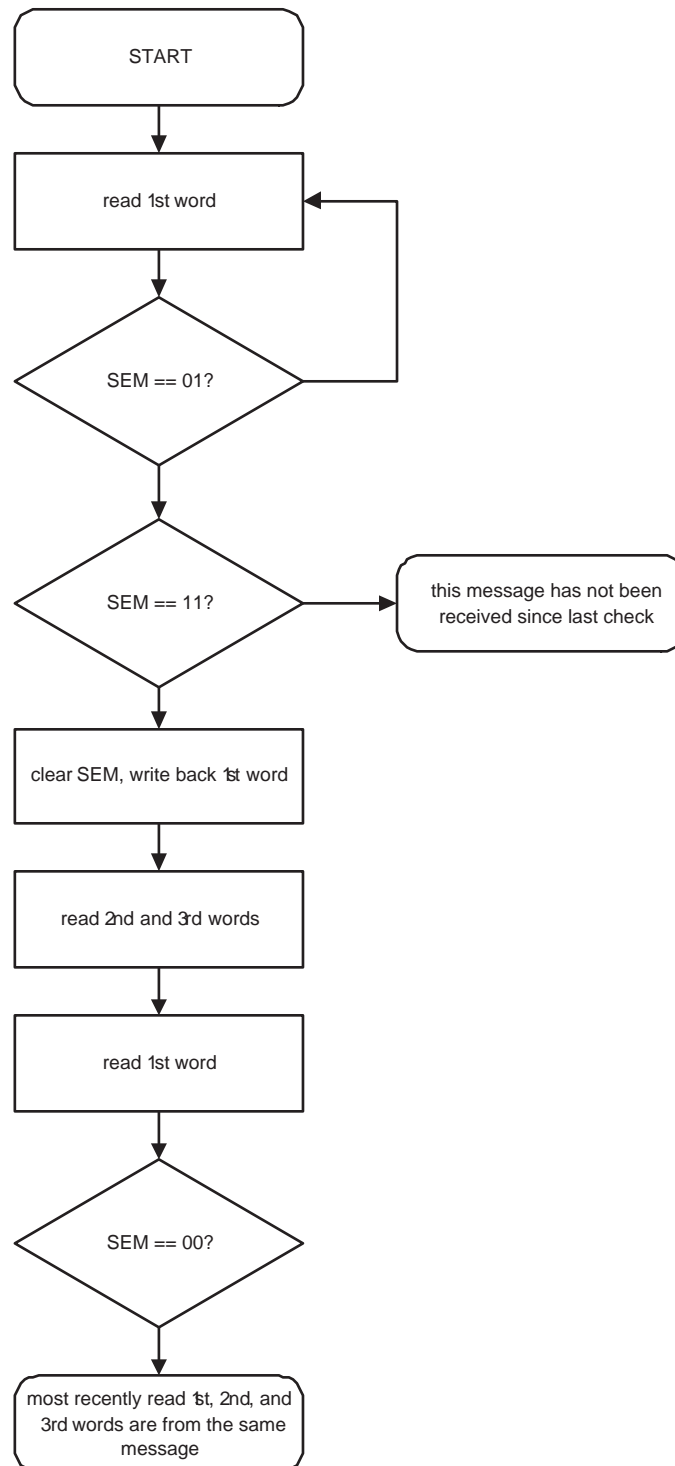 START
read 1st word
SEM == 01?
SEM == 11?
this message has not been
received since last check
clear SEM, write back 1st word
read 2nd and 3rd words
read 1st word
SEM == 00?
most recently read 1st, 2nd, and
3rd words are from the same
message